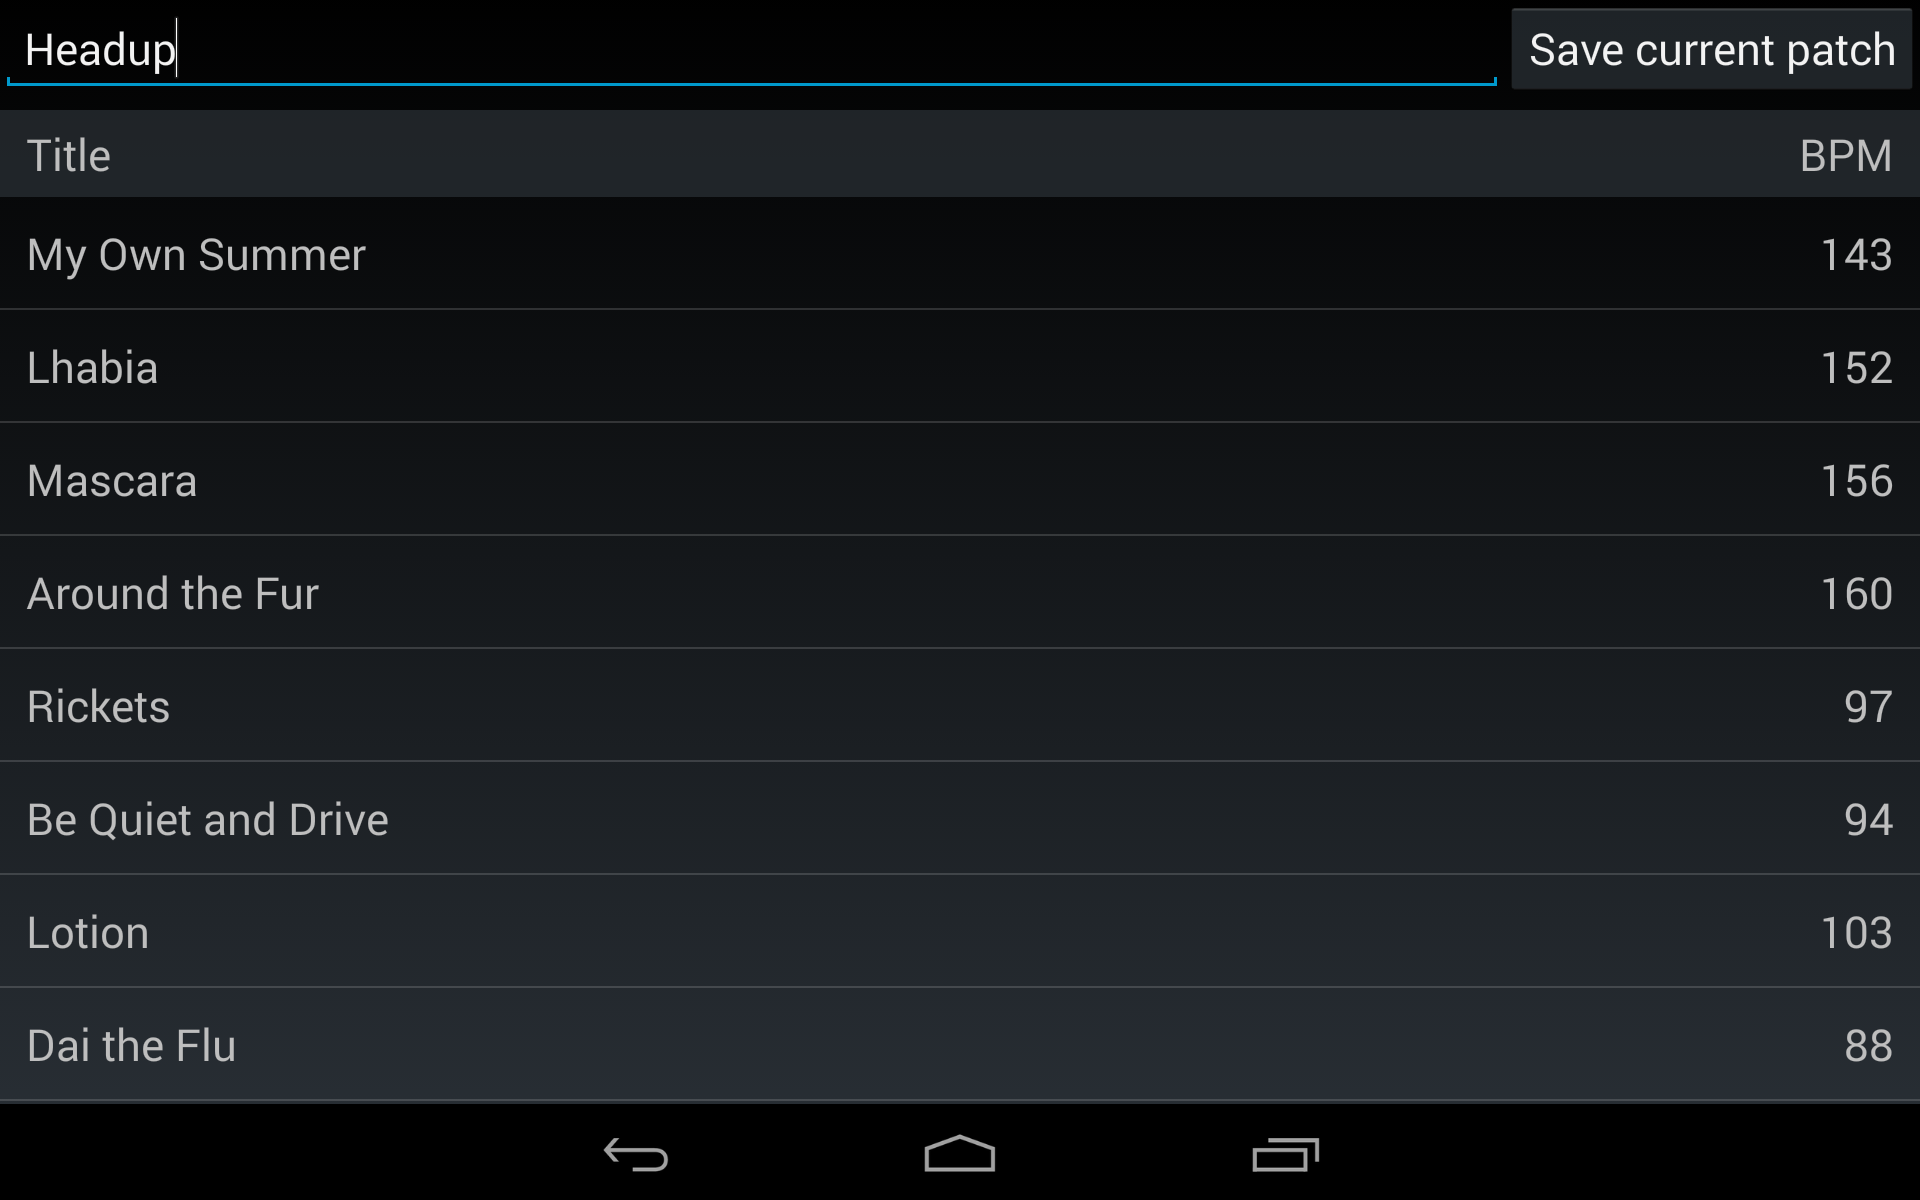 Headup Save current patch
Title BPM
My Own Summer 143
Lhabia 152
Mascara 156
Around the Fur 160
Rickets 97
Be Quiet and Drive 94
Lotion 103
Dai the Flu 88